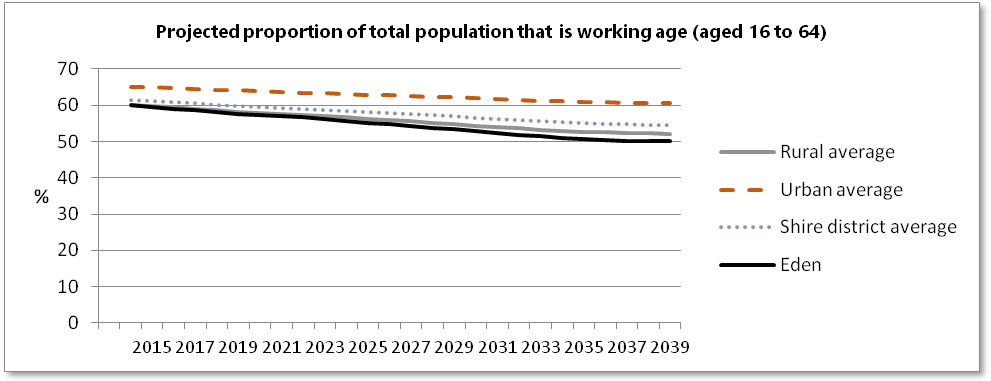 Projected proportion of total population that is working age (aged 16 to 64)
70
60
50
40
30
20
10
0
%
2015 2017 2019 2021 2023 2025 2027 2029 2031 2033 2035 2037 2039
Rural average
Urban average
Shire district average
Eden